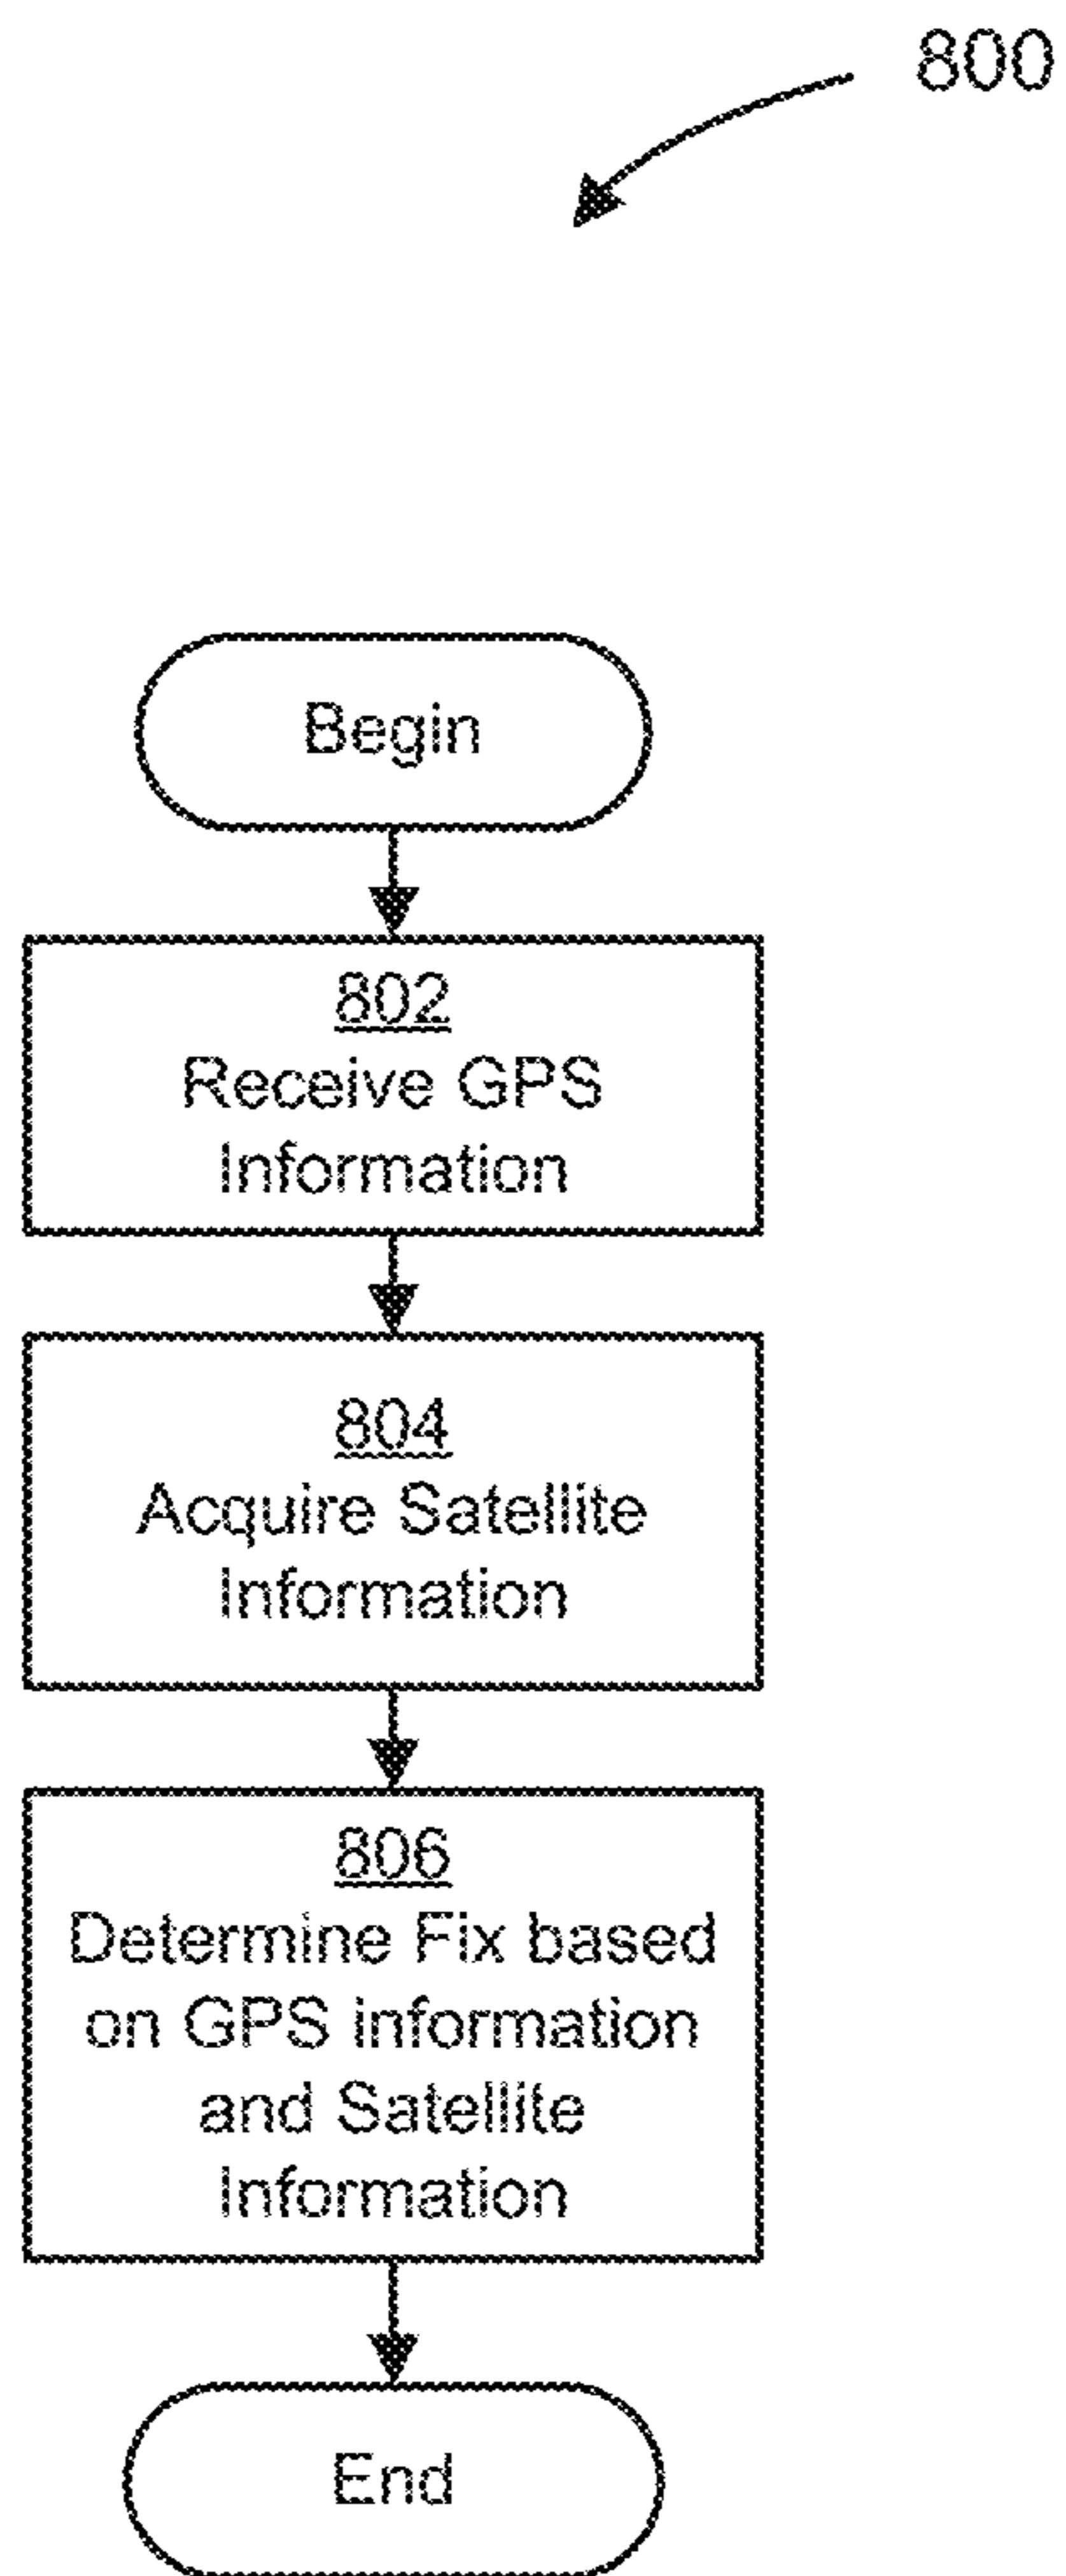 800
Begin
802
Receive GPS
Information
804
Acquire Satellite
Information
806
Determine Fix based
on GPS information
and Satellite
Information
End